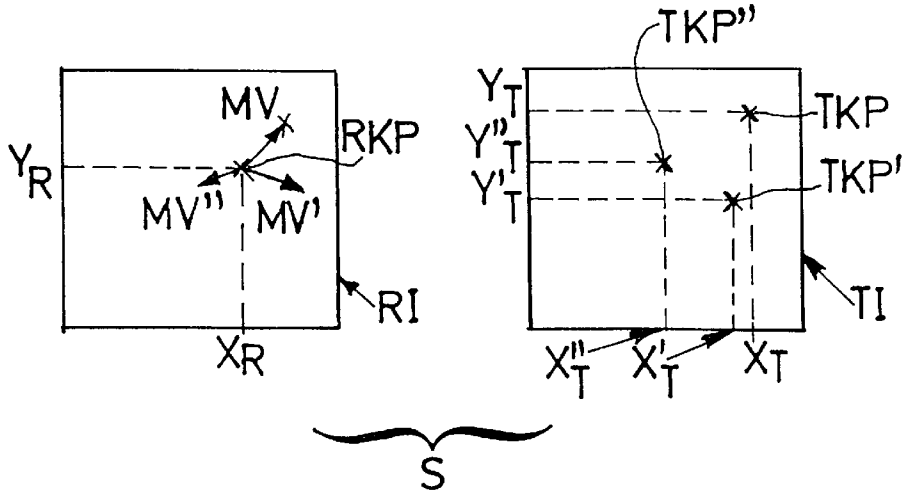 TKP"
MV
RKP
Y_R
MV"
MV'
RI
X_R
Y_T
TKP
Y"_T
TKP'
Y'_T
TI
X"_T
X'_T
X_T
S